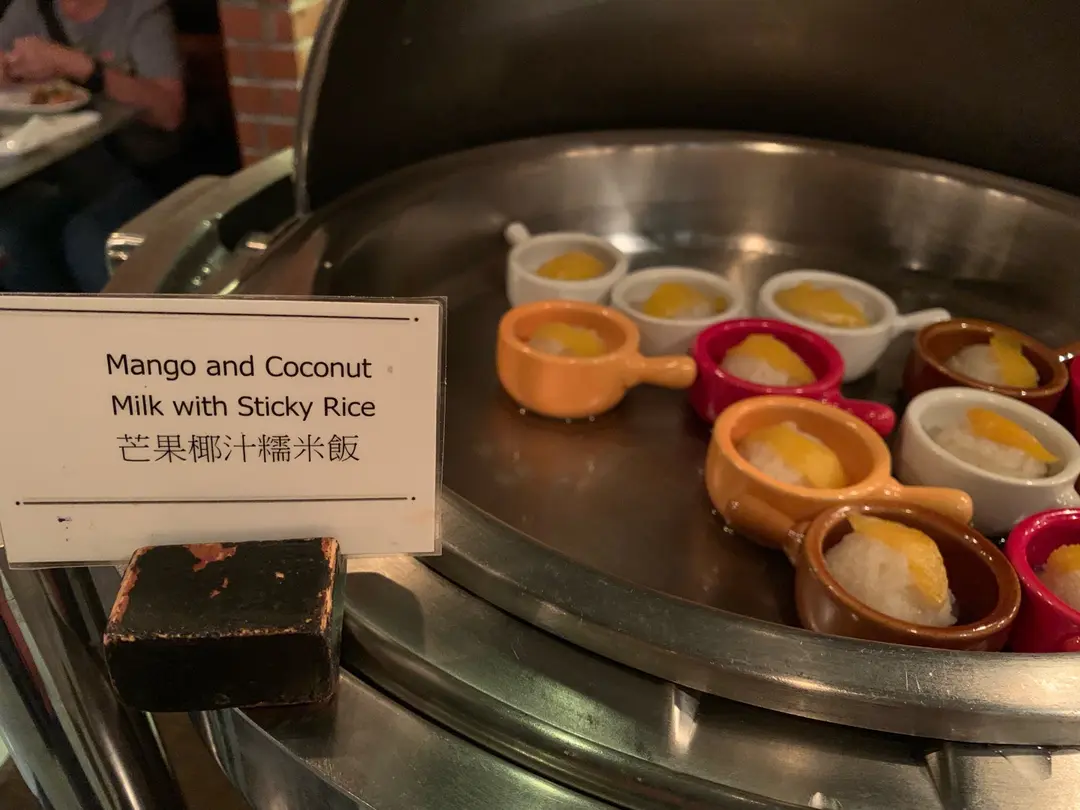 Mango and Coconut
Milk with Sticky Rice
芒果椰汁糯米飯